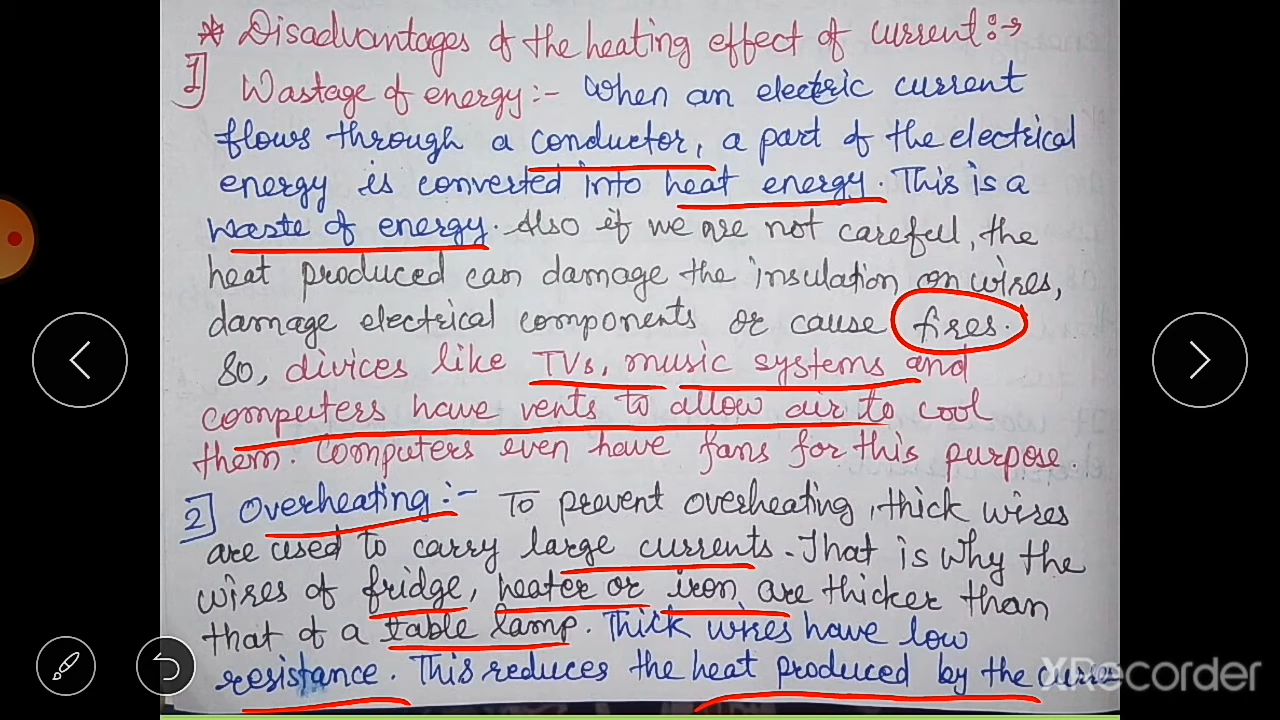 * Disadvantages of the heating effect of current:→
1] Wastage of energy:- When an electric current
flows through a conductor, a part of the electrical
energy is converted into heat energy. This is a
waste of energy. Also if we are not careful, the
heat produced can damage the insulation on wires,
damage electrical components or cause fires.
So, divices like TVs, music systems and
computers have vents to allow air to cool
them. Computers even have fans for this purpose.
2] Overheating:- To prevent overheating, thick wires
are used to carry large currents. That is why the
wires of fridge, heater or iron are thicker than
that of a table lamp. Thick wires have low
resistance. This reduces the heat produced by the
XRecorder